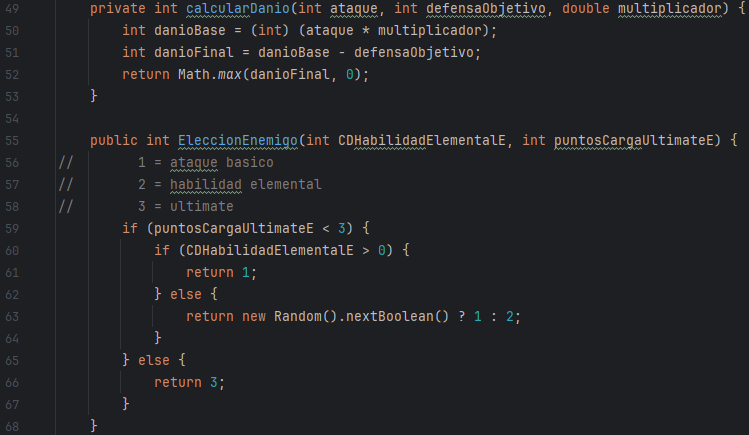 49 private int calcularDanio(int ataque, int defensaObjetivo, double multiplicador) {
50 int danioBase = (int) (ataque * multiplicador);
51 int danioFinal = danioBase - defensaObjetivo;
52 return Math.max(danioFinal, 0);
53 }
54
55 public int EleccionEnemigo(int CDHabilidadElementalE, int puntosCargaUltimateE) {
56 // 1 = ataque basico
57 // 2 = habilidad elemental
58 // 3 = ultimate
59 if (puntosCargaUltimateE < 3) {
60 if (CDHabilidadElementalE > 0) {
61 return 1;
62 } else {
63 return new Random().nextBoolean() ? 1 : 2;
64 }
65 } else {
66 return 3;
67 }
68 }